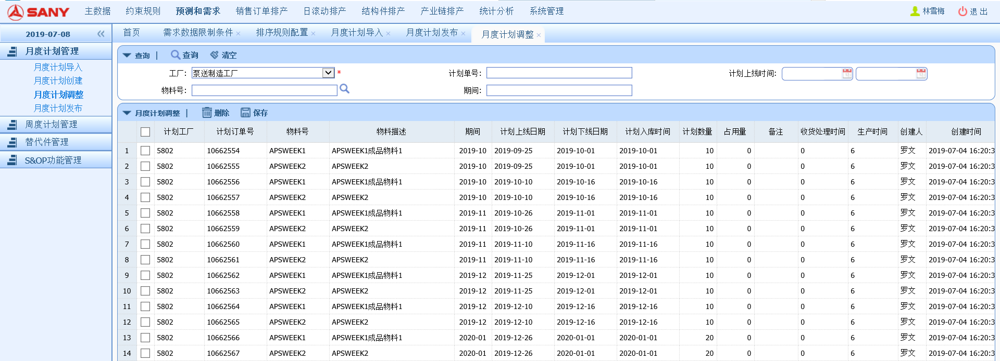 SANY 主数据 约束规则 预测和需求 销售订单排产 日滚动排产 结构件排产 产业链排产 统计分析 系统管理 林雪梅 退 出
2019-07-08 首页 需求数据限制条件 × 排序规则配置 × 月度计划导入 × 月度计划发布 × 月度计划调整 ×
月度计划管理
月度计划导入
月度计划创建
月度计划调整
月度计划发布
周度计划管理
替代件管理
S&OP功能管理
查询 | 查询 清空
工厂: 泵送制造工厂 * 计划单号: 计划上线时间:
物料号: 期间:
月度计划调整 | 删除 保存
计划工厂 计划订单号 物料号 物料描述 期间 计划上线日期 计划下线日期 计划入库时间 计划数量 占用量 备注 收货处理时间 生产时间 创建人 创建时间
1 5802 10662554 APSWEEK1 APSWEEK1成品物料1 2019-10 2019-09-25 2019-10-01 2019-10-01 10 0 0 6 罗文 2019-07-04 16:20:3
2 5802 10662555 APSWEEK2 APSWEEK2 2019-10 2019-09-25 2019-10-01 2019-10-01 10 0 0 6 罗文 2019-07-04 16:20:3
3 5802 10662556 APSWEEK1 APSWEEK1成品物料1 2019-10 2019-10-10 2019-10-16 2019-10-16 10 0 0 6 罗文 2019-07-04 16:20:3
4 5802 10662557 APSWEEK2 APSWEEK2 2019-10 2019-10-10 2019-10-16 2019-10-16 10 0 0 6 罗文 2019-07-04 16:20:3
5 5802 10662558 APSWEEK1 APSWEEK1成品物料1 2019-11 2019-10-26 2019-11-01 2019-11-01 10 0 0 6 罗文 2019-07-04 16:20:3
6 5802 10662559 APSWEEK2 APSWEEK2 2019-11 2019-10-26 2019-11-01 2019-11-01 10 0 0 6 罗文 2019-07-04 16:20:3
7 5802 10662560 APSWEEK1 APSWEEK1成品物料1 2019-11 2019-11-10 2019-11-16 2019-11-16 10 0 0 6 罗文 2019-07-04 16:20:3
8 5802 10662561 APSWEEK2 APSWEEK2 2019-11 2019-11-10 2019-11-16 2019-11-16 10 0 0 6 罗文 2019-07-04 16:20:3
9 5802 10662562 APSWEEK1 APSWEEK1成品物料1 2019-12 2019-11-25 2019-12-01 2019-12-01 10 0 0 6 罗文 2019-07-04 16:20:3
10 5802 10662563 APSWEEK2 APSWEEK2 2019-12 2019-11-25 2019-12-01 2019-12-01 10 0 0 6 罗文 2019-07-04 16:20:3
11 5802 10662564 APSWEEK1 APSWEEK1成品物料1 2019-12 2019-12-10 2019-12-16 2019-12-16 10 0 0 6 罗文 2019-07-04 16:20:3
12 5802 10662565 APSWEEK2 APSWEEK2 2019-12 2019-12-10 2019-12-16 2019-12-16 10 0 0 6 罗文 2019-07-04 16:20:3
13 5802 10662566 APSWEEK1 APSWEEK1成品物料1 2020-01 2019-12-26 2020-01-01 2020-01-01 20 0 0 6 罗文 2019-07-04 16:20:3
14 5802 10662567 APSWEEK2 APSWEEK2 2020-01 2019-12-26 2020-01-01 2020-01-01 20 0 0 6 罗文 2019-07-04 16:20:3